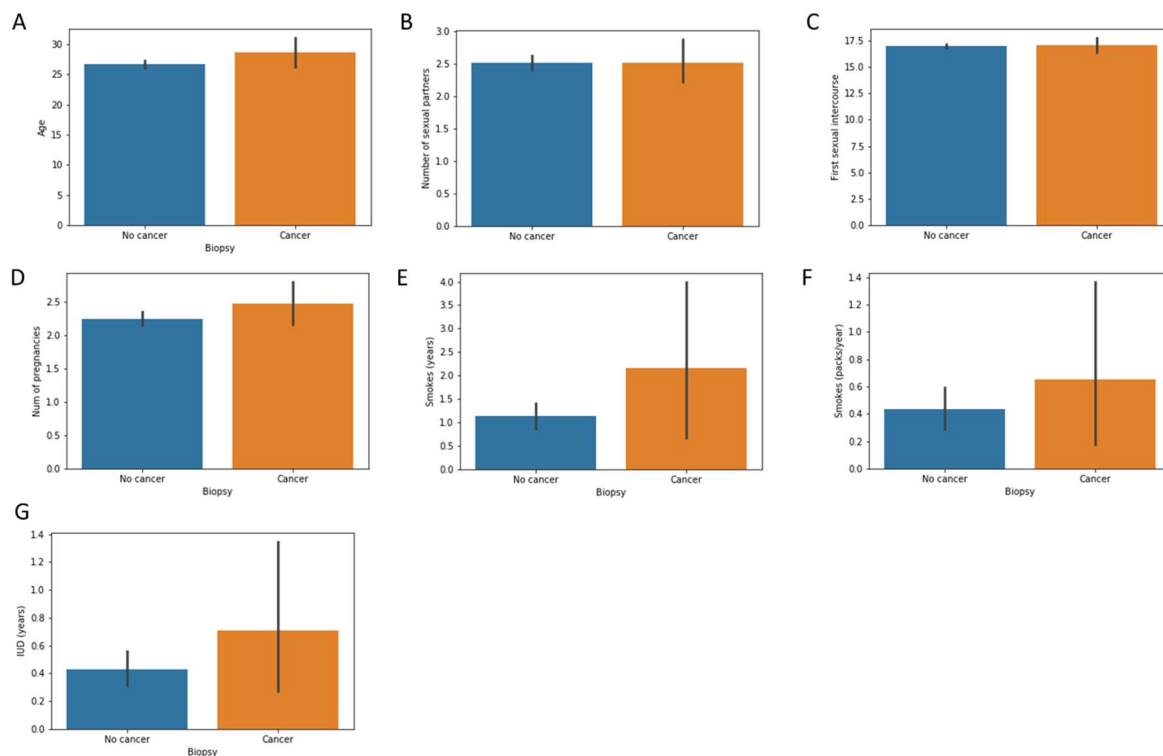 A
Age
30
25
20
15
10
5
0
No cancer
Cancer
Biopsy
B
Number of sexual partners
3.0
2.5
2.0
1.5
1.0
0.5
0.0
No cancer
Cancer
C
First sexual intercourse
17.5
15.0
12.5
10.0
7.5
5.0
2.5
0.0
No cancer
Cancer
D
Num of pregnancies
2.5
2.0
1.5
1.0
0.5
0.0
No cancer
Cancer
Biopsy
E
Smokes (years)
4.0
3.5
3.0
2.5
2.0
1.5
1.0
0.5
0.0
No cancer
Cancer
Biopsy
F
Smokes (packs/year)
1.4
1.2
1.0
0.8
0.6
0.4
0.2
0.0
No cancer
Cancer
Biopsy
G
IUD (years)
1.4
1.2
1.0
0.8
0.6
0.4
0.2
0.0
No cancer
Cancer
Biopsy